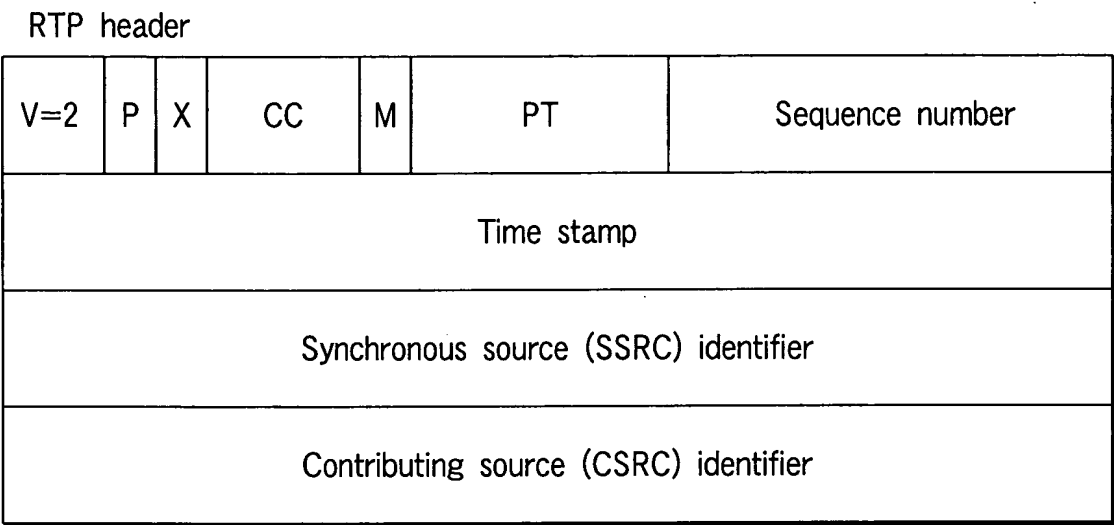 RTP header
V=2 P X CC M PT Sequence number
Time stamp
Synchronous source (SSRC) identifier
Contributing source (CSRC) identifier